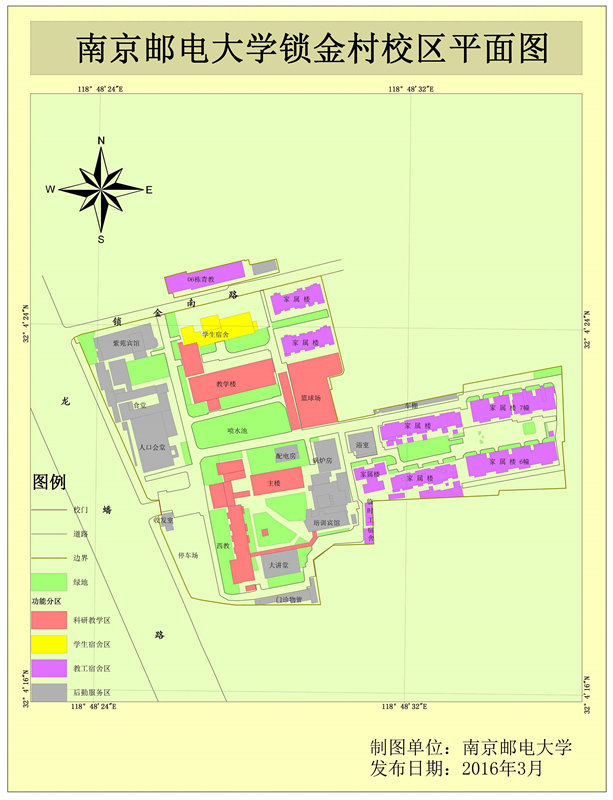 南京邮电大学锁金村校区平面图
118° 48′24″E
118° 48′32″E
N
W
E
S
32° 4′24″N
32° 4′24″N
06栋青教
锁金南路
家属楼
紫苑宾馆
学生宿舍
家属楼
教学楼
篮球场
食堂
龙蟠路
车棚
家属楼7幢
家属楼
喷水池
人口会堂
浴室
配电房
锅炉房
家属楼6幢
家属楼
家属楼
主楼
临时工宿舍
收发室
培训宾馆
西教
停车场
大讲堂
门诊物管
图例
校门
道路
边界
绿地
功能分区
科研教学区
学生宿舍区
教工宿舍区
后勤服务区
32° 4′16″N
32° 4′16″N
118° 48′24″E
118° 48′32″E
制图单位：南京邮电大学
发布日期：2016年3月